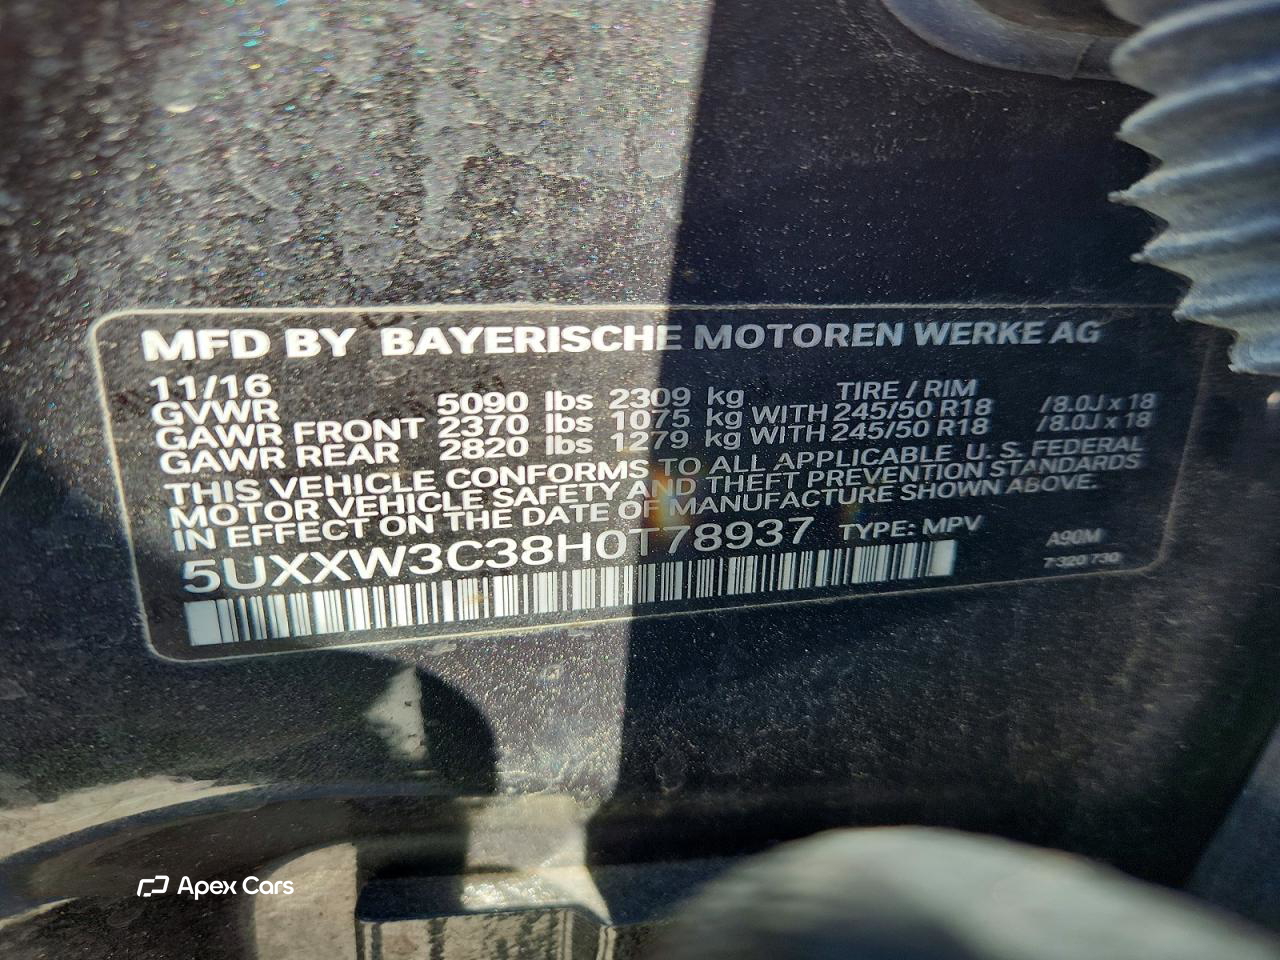 MFD BY BAYERISCHE MOTOREN WERKE AG
11/16 TIRE / RIM
GVWR 5090 lbs 2309 kg
GAWR FRONT 2370 lbs 1075 kg WITH 245/50 R18 /8.0J x 18
GAWR REAR 2820 lbs 1279 kg WITH 245/50 R18 /8.0J x 18
THIS VEHICLE CONFORMS TO ALL APPLICABLE U. S. FEDERAL
MOTOR VEHICLE SAFETY AND THEFT PREVENTION STANDARDS
IN EFFECT ON THE DATE OF MANUFACTURE SHOWN ABOVE.
5UXXW3C38H0T78937 TYPE: MPV A90M
7 320 730
Apex Cars